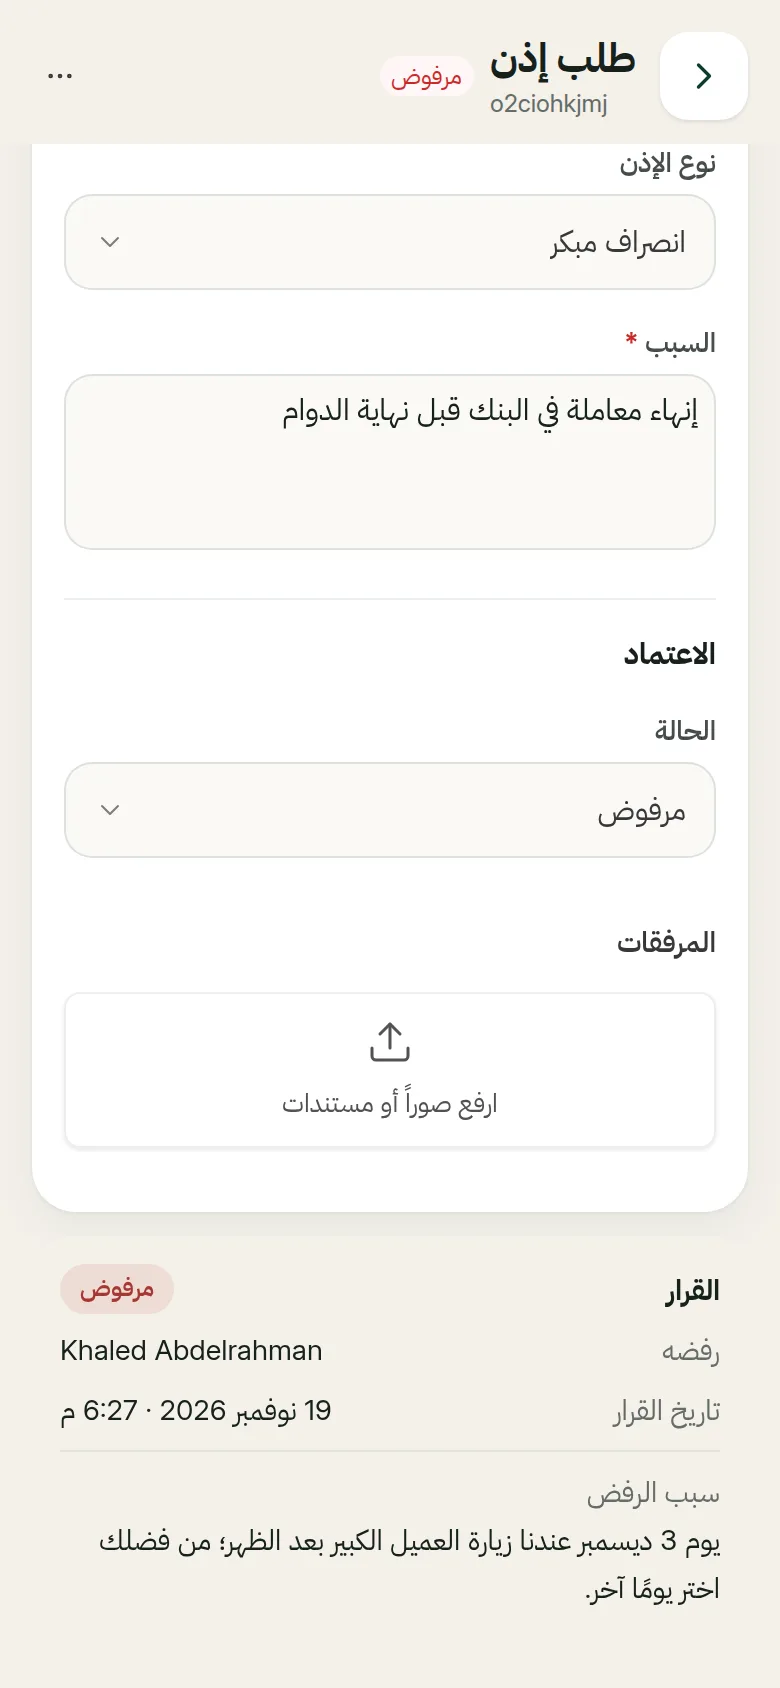 طلب إذن
مرفوض
o2ciohkjmj
نوع الإذن
انصراف مبكر
السبب *
إنهاء معاملة في البنك قبل نهاية الدوام
الاعتماد
الحالة
مرفوض
المرفقات
ارفع صوراً أو مستندات
القرار
مرفوض
رفضه
Khaled Abdelrahman
تاريخ القرار
19 نوفمبر 2026 · 6:27 م
سبب الرفض
يوم 3 ديسمبر عندنا زيارة العميل الكبير بعد الظهر؛ من فضلك
اختر يومًا آخر.